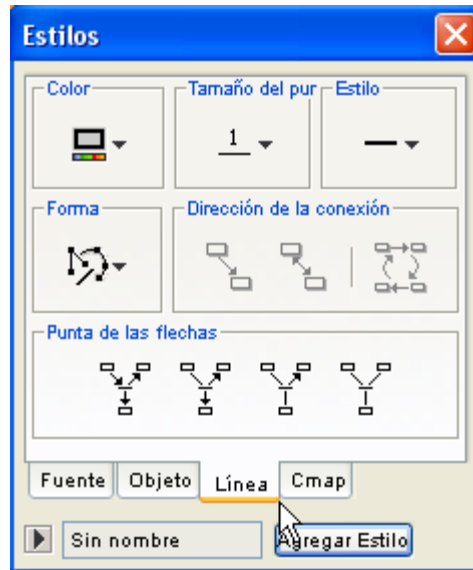 Estilos
Color
Tamaño del pur
Estilo
1
Forma
Dirección de la conexión
Punta de las flechas
Fuente
Objeto
Línea
Cmap
Sin nombre
Agregar Estilo